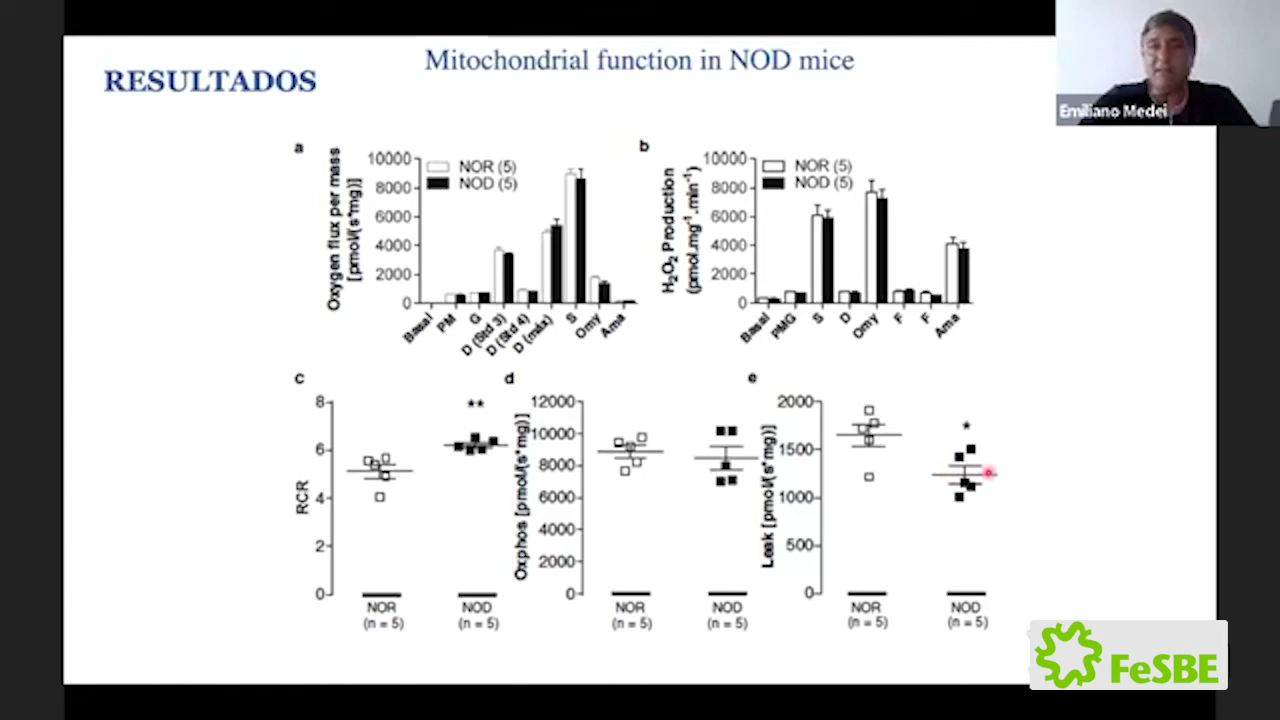 Mitochondrial function in NOD mice
RESULTADOS
Emiliano Medei
a
Oxygen flux per mass
[pmol/(s*mg)]
10000
8000
6000
4000
2000
0
NOR (5)
NOD (5)
Basal
PM
G
D (Std 3)
D (Std 4)
D (máx)
S
Omy
Ama
b
H₂O₂ Production
(pmol.mg⁻¹.min⁻¹)
10000
8000
6000
4000
2000
0
NOR (5)
NOD (5)
Basal
PMG
S
D
Omy
F
F
Ama
c
RCR
8
6
4
2
0
**
NOR
(n = 5)
NOD
(n = 5)
d
Oxphos [pmol/(s*mg)]
12000
10000
8000
6000
4000
2000
0
NOR
(n = 5)
NOD
(n = 5)
e
Leak [pmol/(s*mg)]
2000
1500
1000
500
0
*
NOR
(n = 5)
NOD
(n = 5)
FeSBE